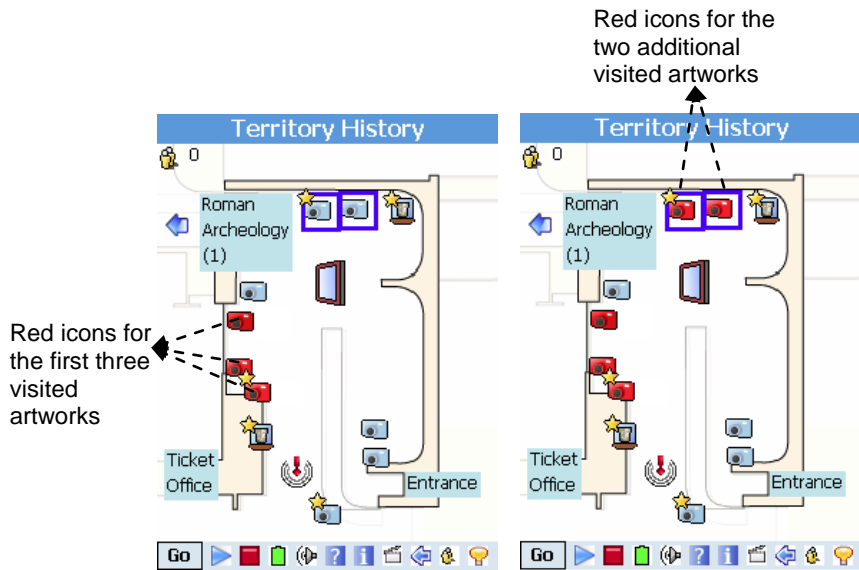 Red icons for the
two additional
visited artworks
Territory History
0
Roman
Archeology
(1)
Red icons for
the first three
visited
artworks
Ticket
Office
Entrance
Go
Territory History
0
Roman
Archeology
(1)
Ticket
Office
Entrance
Go